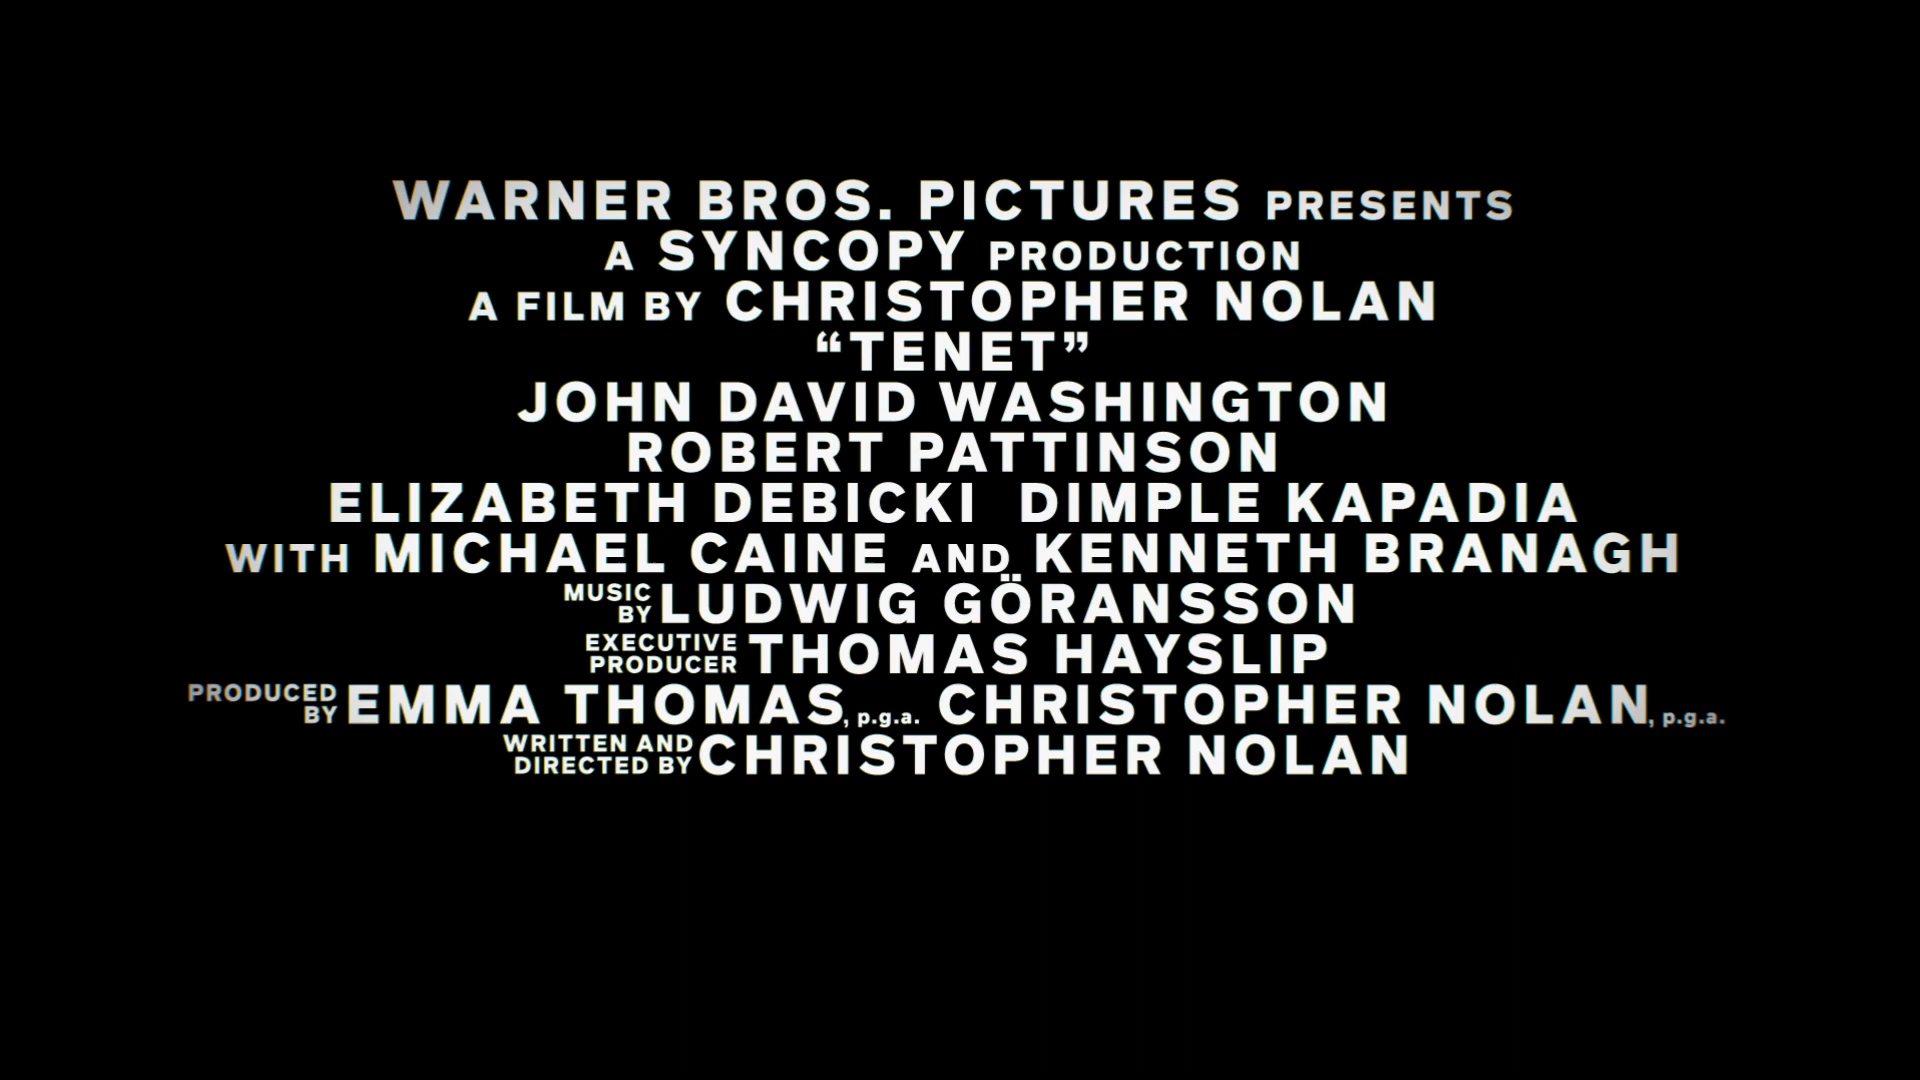 WARNER BROS. PICTURES PRESENTS
A SYNCOPY PRODUCTION
A FILM BY CHRISTOPHER NOLAN
“TENET”
JOHN DAVID WASHINGTON
ROBERT PATTINSON
ELIZABETH DEBICKI DIMPLE KAPADIA
WITH MICHAEL CAINE AND KENNETH BRANAGH
MUSIC BY LUDWIG GÖRANSSON
EXECUTIVE PRODUCER THOMAS HAYSLIP
PRODUCED BY EMMA THOMAS, p.g.a. CHRISTOPHER NOLAN, p.g.a.
WRITTEN AND DIRECTED BY CHRISTOPHER NOLAN